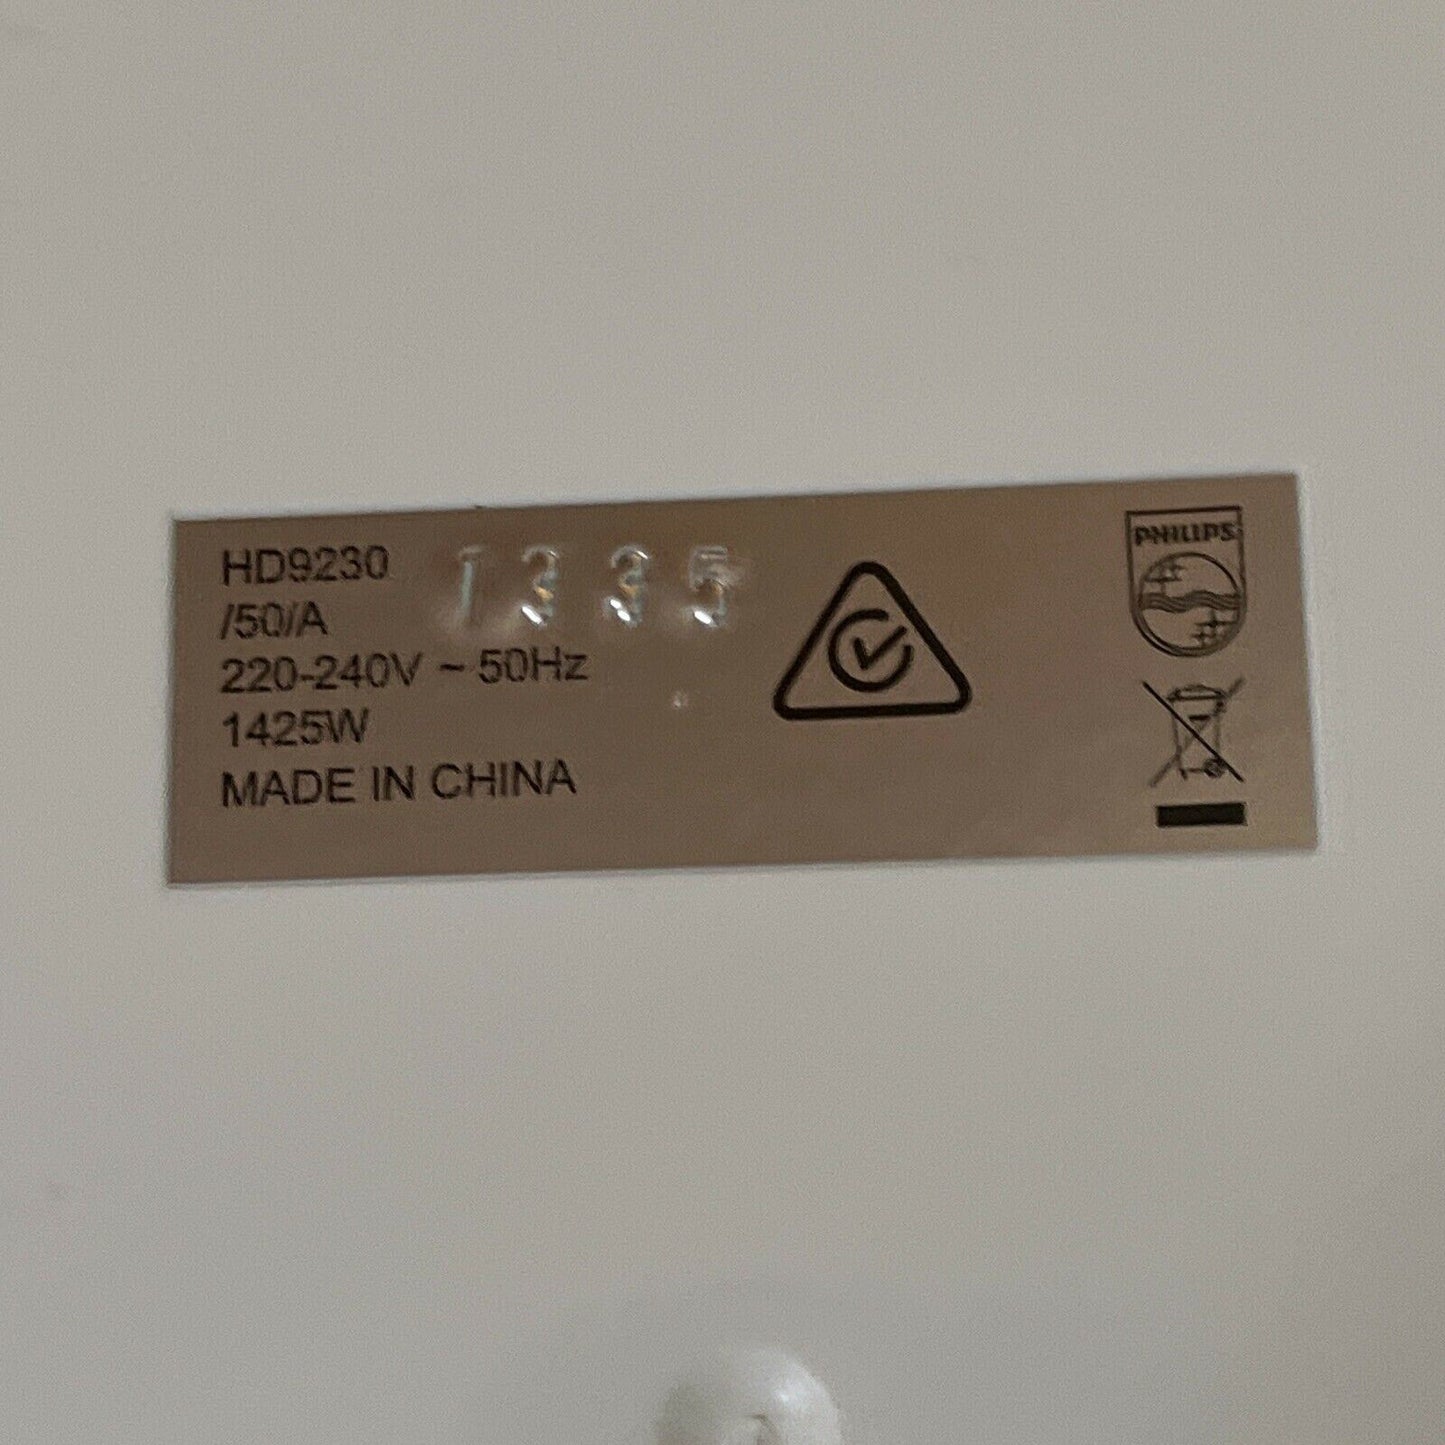 HD9230
1335
/50/A
220-240V ~ 50Hz
1425W
MADE IN CHINA
PHILIPS